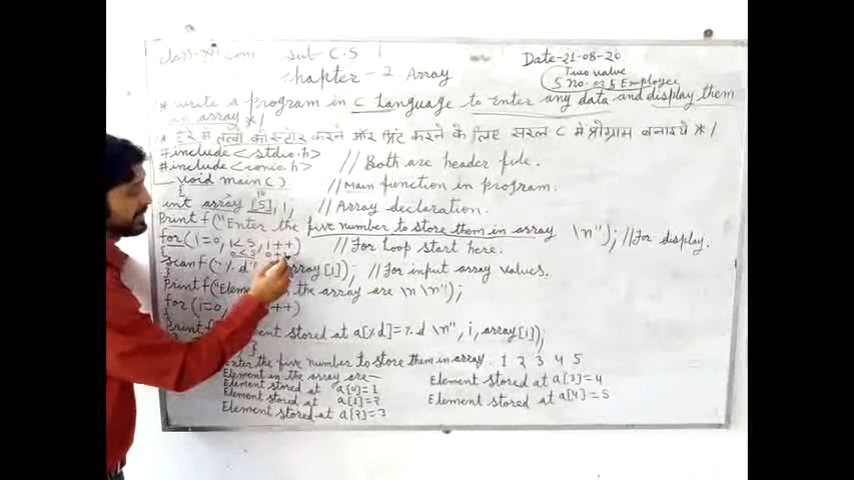 class-XI com sub- C.S
Date-21-08-20
Chapter - 2 Array
Two value
5 No. or 5 Employee
* write a program in C Language to enter any data and display them
in array */
* ऐरे में तत्वों को स्टोर करने और प्रिंट करने के लिए सरल C में प्रोग्राम बनाइये */
#include <stdio.h>
#include <conio.h> // Both are header file.
void main ( ) // Main function in program.
{
10
int array [5], i; // Array declaration.
Printf("Enter the five number to store them in array \n"); //For display.
for(i=0, i<5, i++) //For loop start here.
{ 0<5,
scanf("%d" array[i]); //For input array values.
}
Printf("Elem the array are \n \n");
for(i=0, ++)
{
Print ent stored at a[%d]=%d \n", i, array[i]);
}
Enter the five number to store them in array 1 2 3 4 5
Element in the array are-
Element stored at a[0]=1
Element stored at a[1]=2
Element stored at a[2]=3
Element stored at a[3]=4
Element stored at a[4]=5